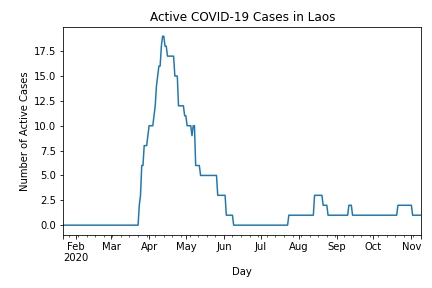 Active COVID-19 Cases in Laos
Number of Active Cases
17.5
15.0
12.5
10.0
7.5
5.0
2.5
0.0
Feb Mar Apr May Jun Jul Aug Sep Oct Nov
2020
Day